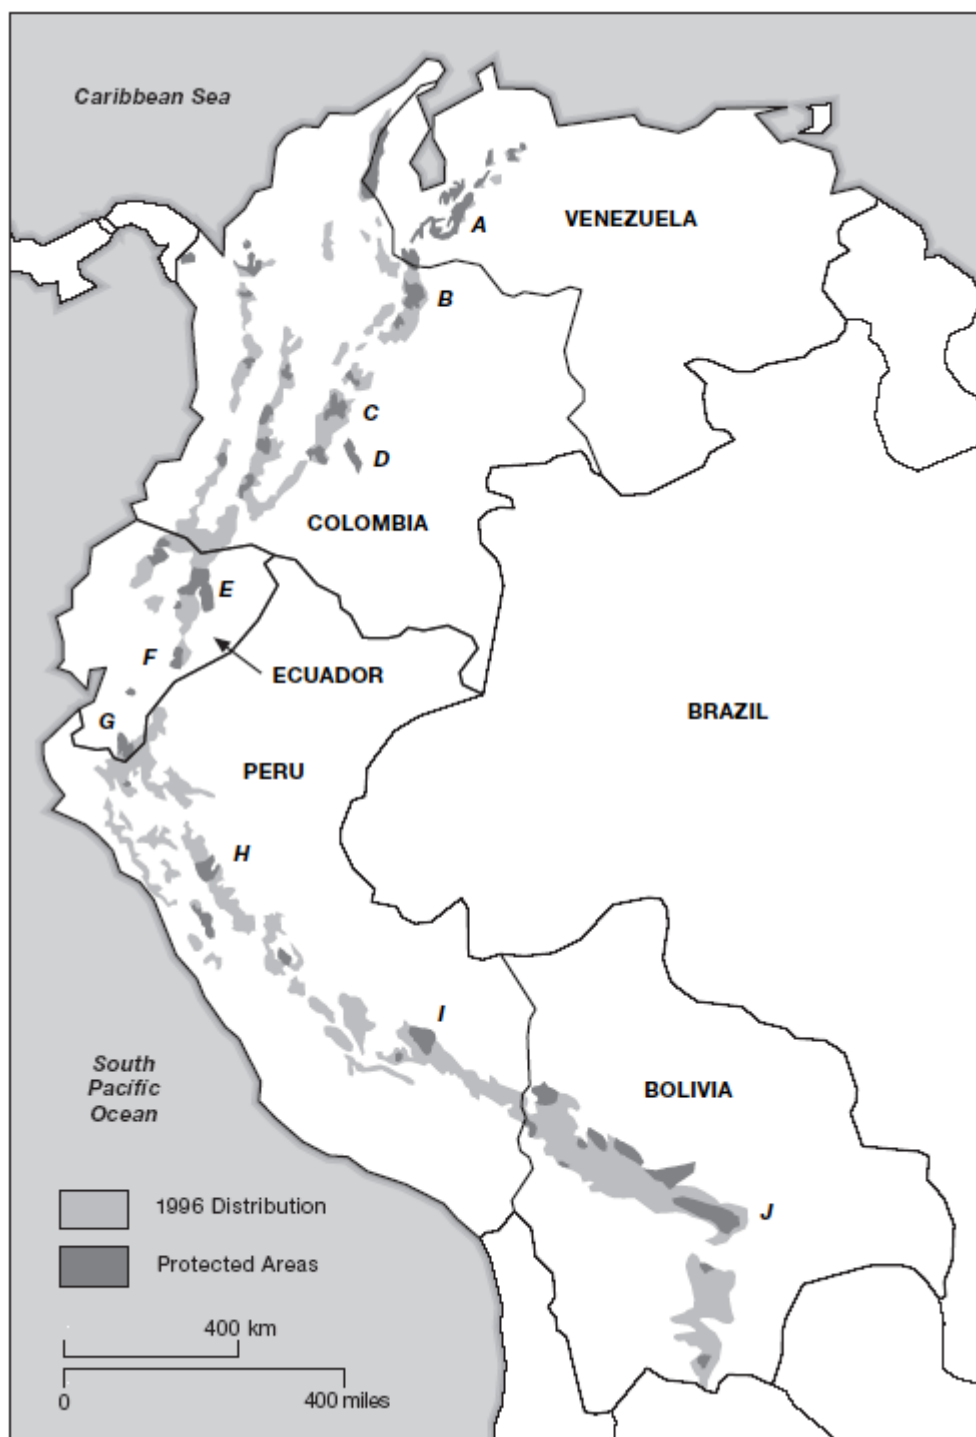 Caribbean Sea
VENEZUELA
A
B
C
D
COLOMBIA
E
F
ECUADOR
BRAZIL
G
PERU
H
I
South
Pacific
Ocean
BOLIVIA
1996 Distribution
J
Protected Areas
400 km
0
400 miles